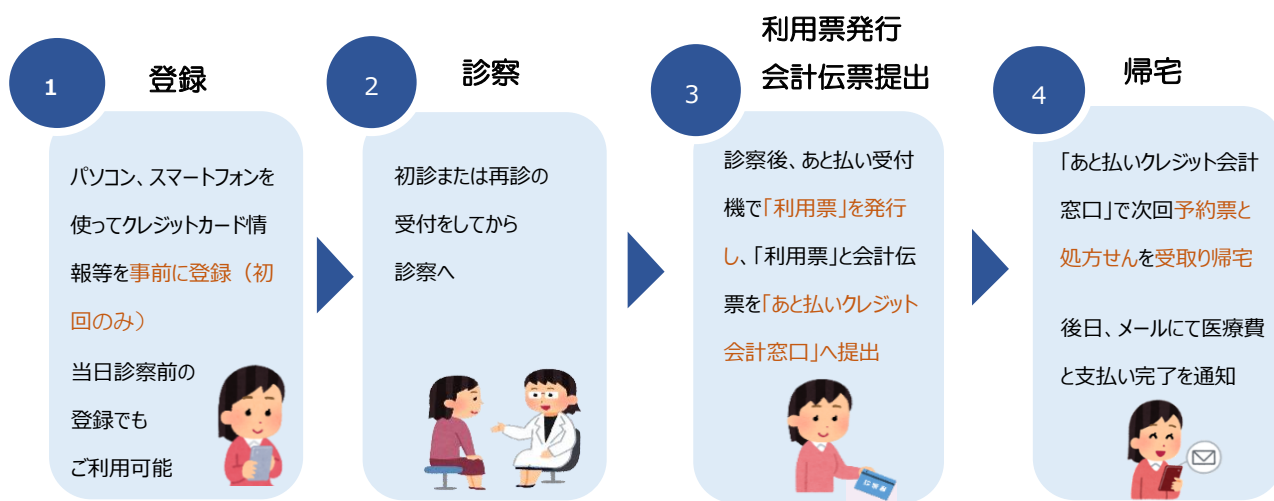 1
登録
パソコン、スマートフォンを
使ってクレジットカード情
報等を事前に登録（初
回のみ）
当日診察前の
登録でも
ご利用可能
2
診察
初診または再診の
受付をしてから
診察へ
3
利用票発行
会計伝票提出
診察後、あと払い受付
機で「利用票」を発行
し、「利用票」と会計伝
票を「あと払いクレジット
会計窓口」へ提出
4
帰宅
「あと払いクレジット会計
窓口」で次回予約票と
処方せんを受取り帰宅
後日、メールにて医療費
と支払い完了を通知